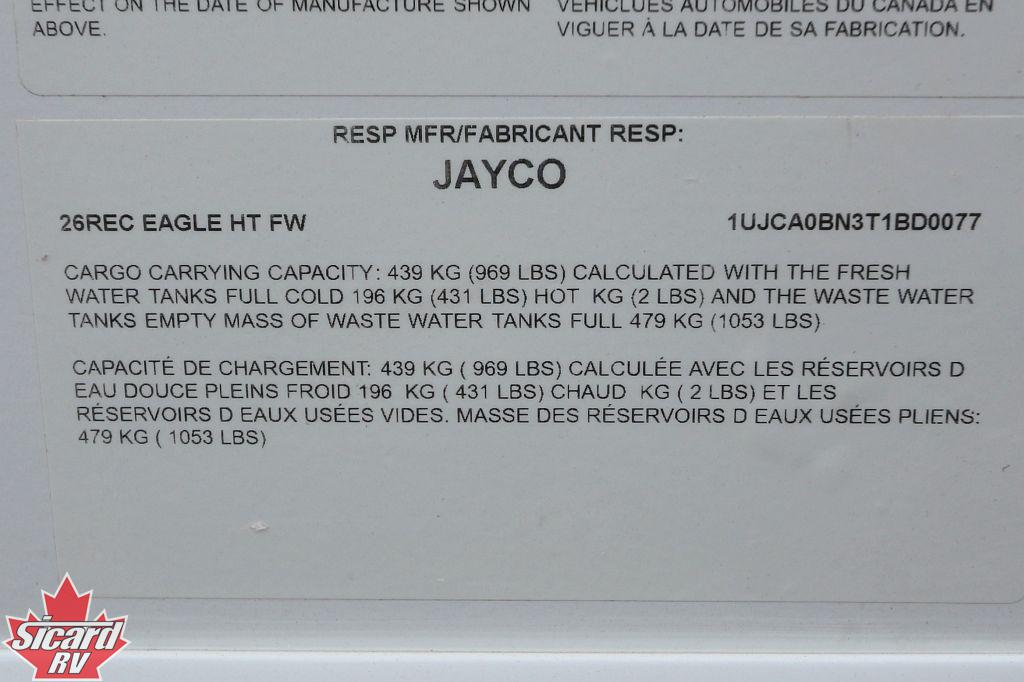 EFFECT ON THE DATE OF MANUFACTURE SHOWN
ABOVE.
VÉHICLUES AUTOMOBILES DU CANADA EN
VIGUER À LA DATE DE SA FABRICATION.
RESP MFR/FABRICANT RESP:
JAYCO
26REC EAGLE HT FW
1UJCA0BN3T1BD0077
CARGO CARRYING CAPACITY: 439 KG (969 LBS) CALCULATED WITH THE FRESH
WATER TANKS FULL COLD 196 KG (431 LBS) HOT  KG (2 LBS) AND THE WASTE WATER
TANKS EMPTY MASS OF WASTE WATER TANKS FULL 479 KG (1053 LBS)
CAPACITÉ DE CHARGEMENT: 439 KG ( 969 LBS) CALCULÉE AVEC LES RÉSERVOIRS D
EAU DOUCE PLEINS FROID 196  KG ( 431 LBS) CHAUD  KG ( 2 LBS) ET LES
RÉSERVOIRS D EAUX USÉES VIDES. MASSE DES RÉSERVOIRS D EAUX USÉES PLIENS:
479 KG ( 1053 LBS)
Sicard
RV